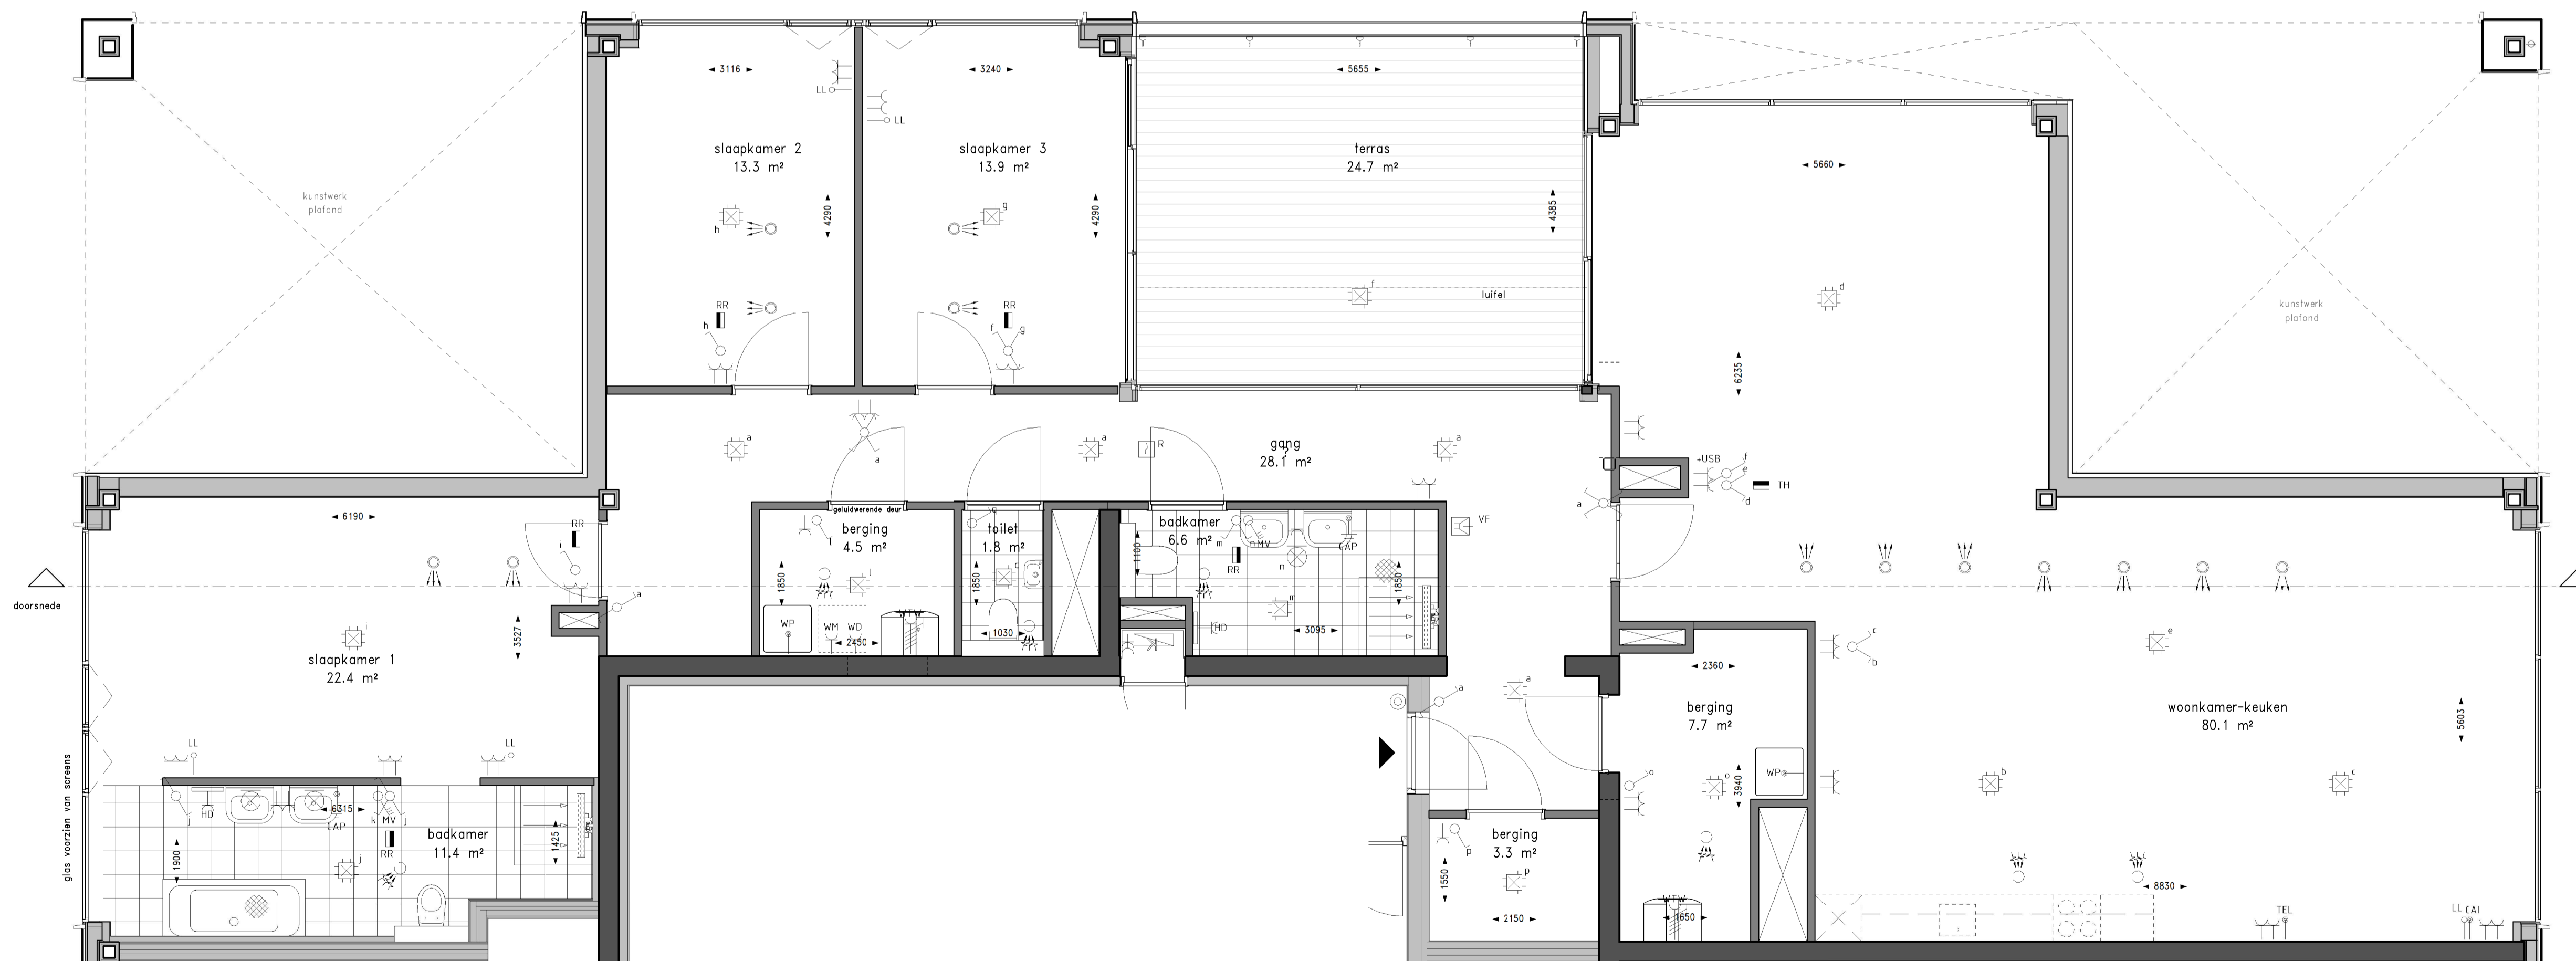 3116
3240
5655
LL
LL
slaapkamer 2
13.3 m²
slaapkamer 3
13.9 m²
terras
24.7 m²
5660
kunstwerk
plafond
4290
4290
4385
g
h
f
luifel
d
kunstwerk
plafond
RR
h
RR
f
g
6235
a
a
a
R
gang
28.1 m²
a
+USB
f
e
d
TH
a
6190
RR
i
geluidwerende deur
berging
4.5 m²
l
toilet
1.8 m²
q
badkamer
6.6 m²
m
n
MV
CAP
VF
1100
RR
n
1850
l
1850
q
1850
m
doorsnede
a
i
3527
slaapkamer 1
22.4 m²
WP
WM
WD
2450
WTW
1030
HD
3095
e
c
b
2360
a
a
berging
7.7 m²
woonkamer-keuken
80.1 m²
5603
LL
LL
glas voorzien van screens
o
o
3940
WP
b
c
j
HD
6315
CAP
k
MV
j
RR
badkamer
11.4 m²
1425
1900
j
p
berging
3.3 m²
p
1550
2150
WTW
1650
8830
TEL
LL
CAI